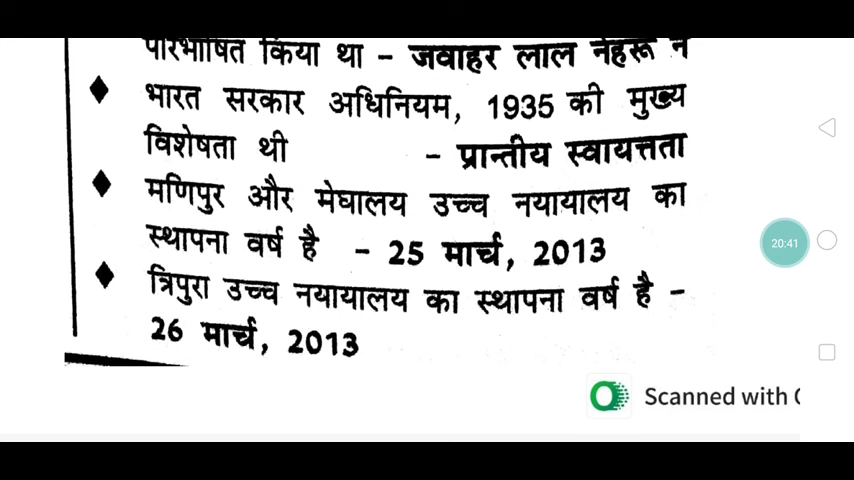 परिभाषित किया था – जवाहर लाल नेहरू ने
भारत सरकार अधिनियम, 1935 की मुख्य
विशेषता थी – प्रान्तीय स्वायत्तता
मणिपुर और मेघालय उच्च नयायालय का
स्थापना वर्ष है – 25 मार्च, 2013
त्रिपुरा उच्च नयायालय का स्थापना वर्ष है –
26 मार्च, 2013
20:41
Scanned with